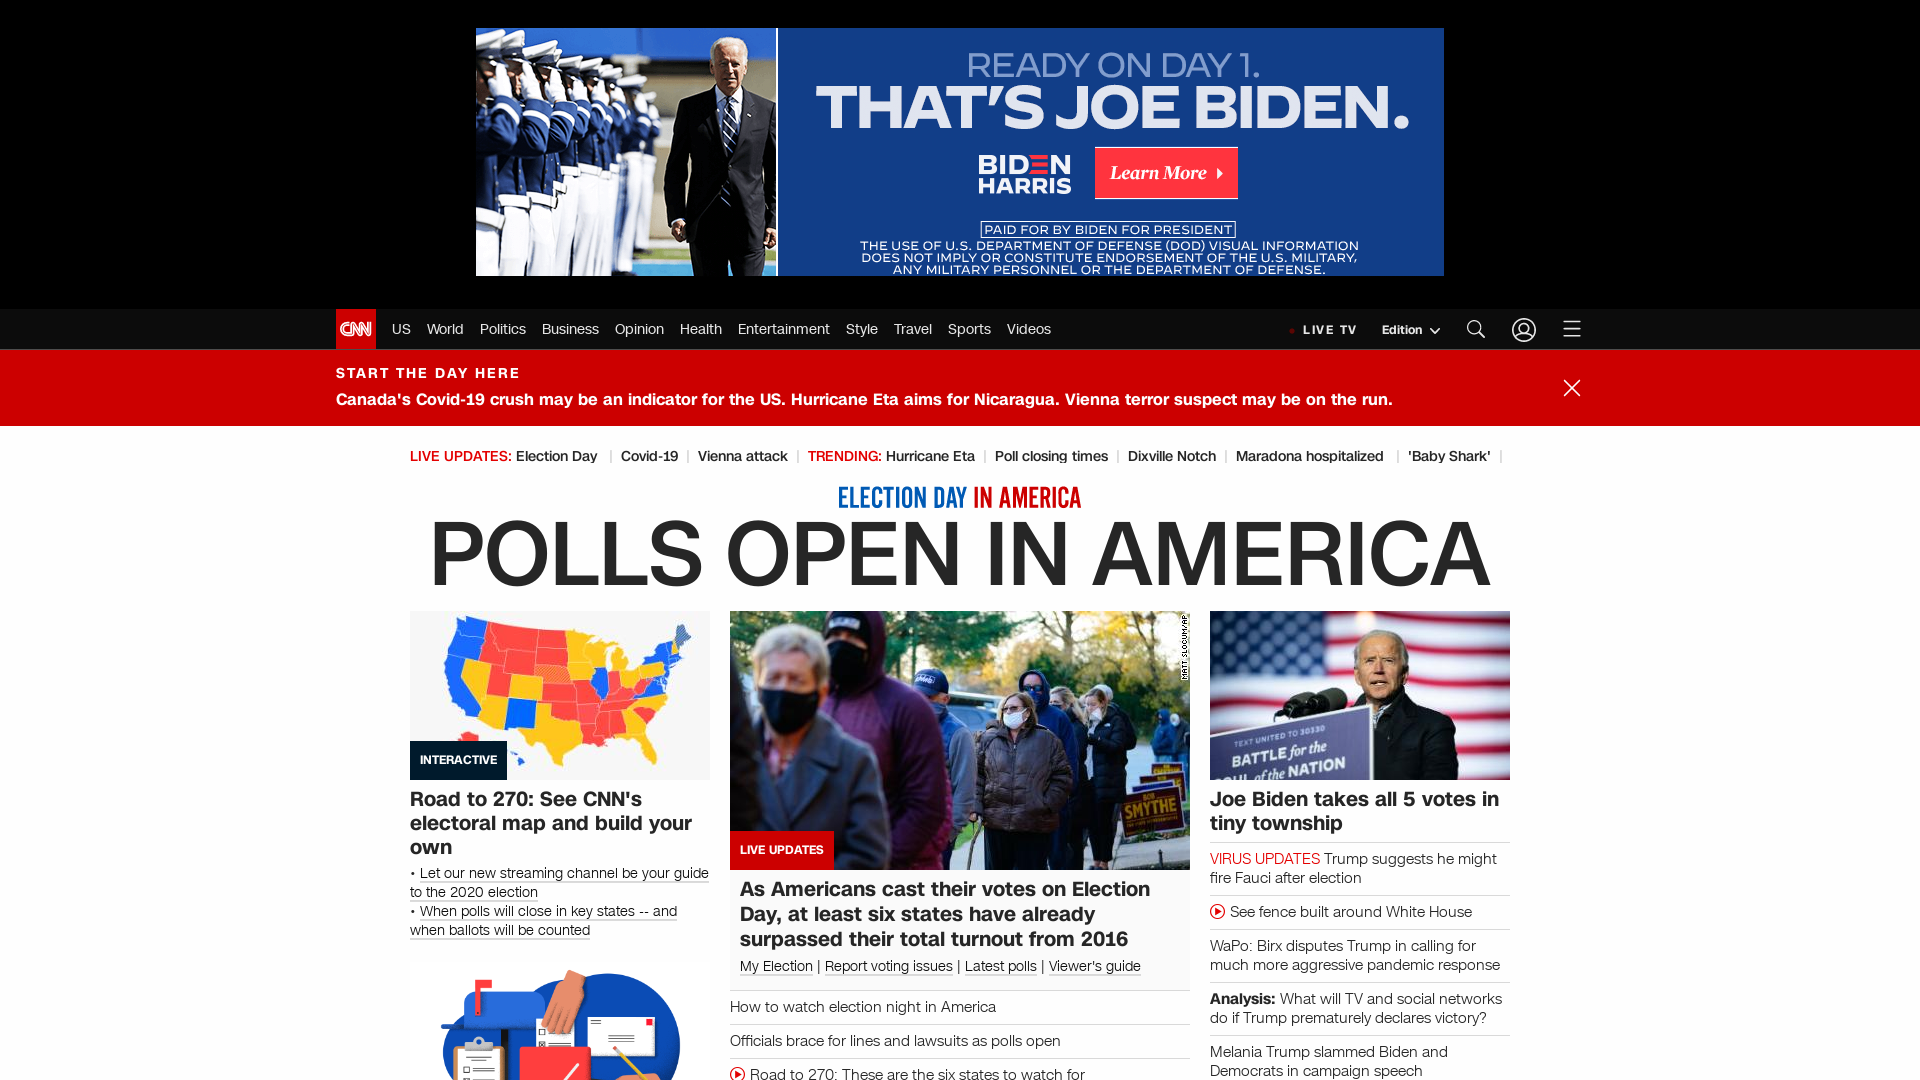 READY ON DAY 1.
THAT'S JOE BIDEN.
BIDEN
HARRIS
Learn More
PAID FOR BY BIDEN FOR PRESIDENT
THE USE OF U.S. DEPARTMENT OF DEFENSE (DOD) VISUAL INFORMATION
DOES NOT IMPLY OR CONSTITUTE ENDORSEMENT OF THE U.S. MILITARY,
ANY MILITARY PERSONNEL OR THE DEPARTMENT OF DEFENSE.
CNN US World Politics Business Opinion Health Entertainment Style Travel Sports Videos LIVE TV Edition
START THE DAY HERE
Canada's Covid-19 crush may be an indicator for the US. Hurricane Eta aims for Nicaragua. Vienna terror suspect may be on the run.
LIVE UPDATES: Election Day | Covid-19 | Vienna attack | TRENDING: Hurricane Eta | Poll closing times | Dixville Notch | Maradona hospitalized | 'Baby Shark' |
ELECTION DAY IN AMERICA
POLLS OPEN IN AMERICA
INTERACTIVE
Road to 270: See CNN's
electoral map and build your
own
• Let our new streaming channel be your guide
to the 2020 election
• When polls will close in key states -- and
when ballots will be counted
MATT SLOCUM/AP
BOB
SMYTHE
LIVE UPDATES
As Americans cast their votes on Election
Day, at least six states have already
surpassed their total turnout from 2016
My Election | Report voting issues | Latest polls | Viewer's guide
How to watch election night in America
Officials brace for lines and lawsuits as polls open
Road to 270: These are the six states to watch for
TEXT UNITED TO 30330
BATTLE for the
SOUL of the NATION
Joe Biden takes all 5 votes in
tiny township
VIRUS UPDATES Trump suggests he might
fire Fauci after election
See fence built around White House
WaPo: Birx disputes Trump in calling for
much more aggressive pandemic response
Analysis: What will TV and social networks
do if Trump prematurely declares victory?
Melania Trump slammed Biden and
Democrats in campaign speech